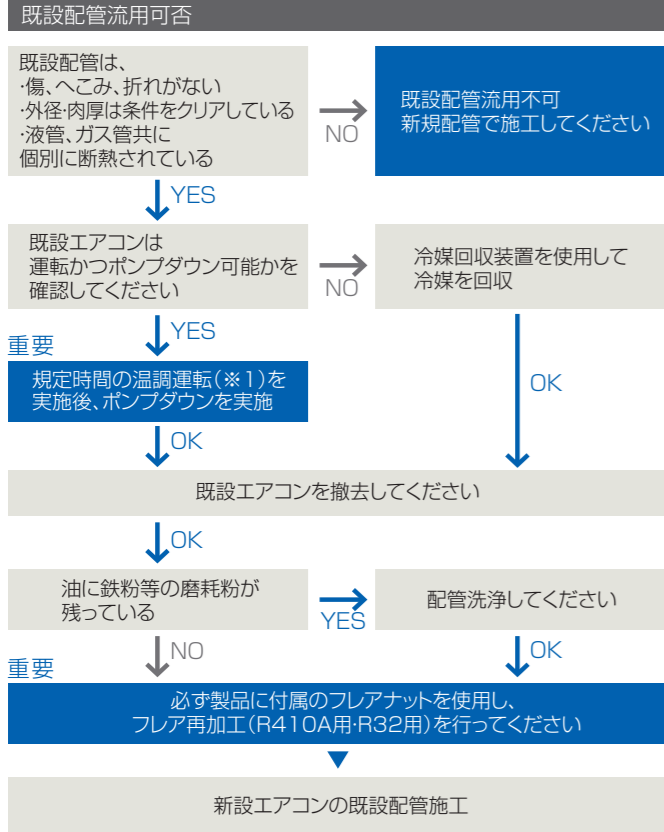 既設配管流用可否
既設配管は、
・傷、へこみ、折れがない
・外径・肉厚は条件をクリアしている
・液管、ガス管共に
個別に断熱されている
NO
既設配管流用不可
新規配管で施工してください
YES
既設エアコンは
運転かつポンプダウン可能かを
確認してください
NO
冷媒回収装置を使用して
冷媒を回収
YES
重要
規定時間の温調運転(※1)を
実施後、ポンプダウンを実施
OK
OK
既設エアコンを撤去してください
OK
油に鉄粉等の磨耗粉が
残っている
YES
配管洗浄してください
NO
OK
重要
必ず製品に付属のフレアナットを使用し、
フレア再加工(R410A用・R32用)を行ってください
新設エアコンの既設配管施工